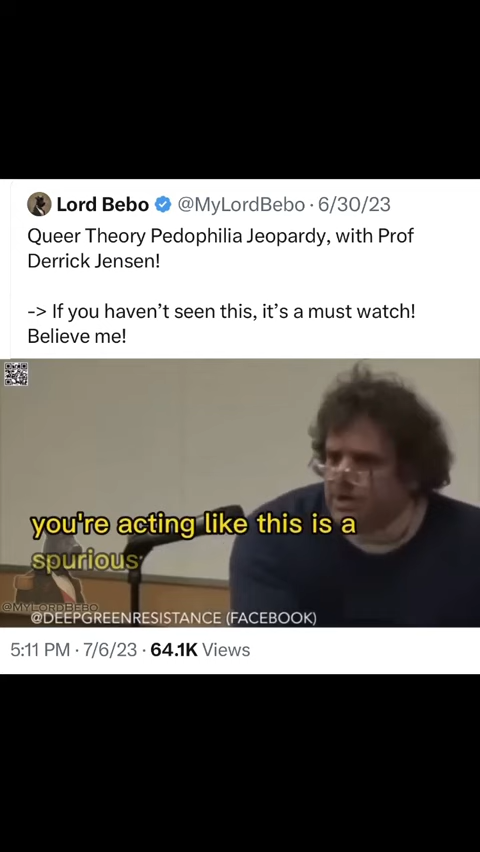 Lord Bebo @MyLordBebo · 6/30/23
Queer Theory Pedophilia Jeopardy, with Prof
Derrick Jensen!
-> If you haven’t seen this, it’s a must watch!
Believe me!
you're acting like this is a
spurious
@MYLORDBEBO
@DEEPGREENRESISTANCE (FACEBOOK)
5:11 PM · 7/6/23 · 64.1K Views